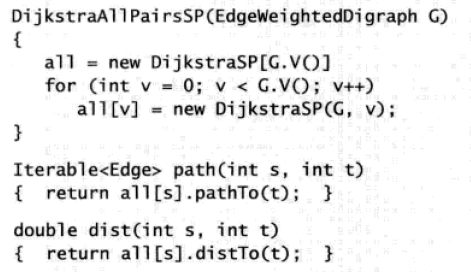 DijkstraAllPairsSP(EdgeWeightedDigraph G)
{
all = new DijkstraSP[G.V()]
for (int v = 0; v < G.V(); v++)
all[v] = new DijkstraSP(G, v);
}
Iterable<Edge> path(int s, int t)
{ return all[s].pathTo(t); }
double dist(int s, int t)
{ return all[s].distTo(t); }